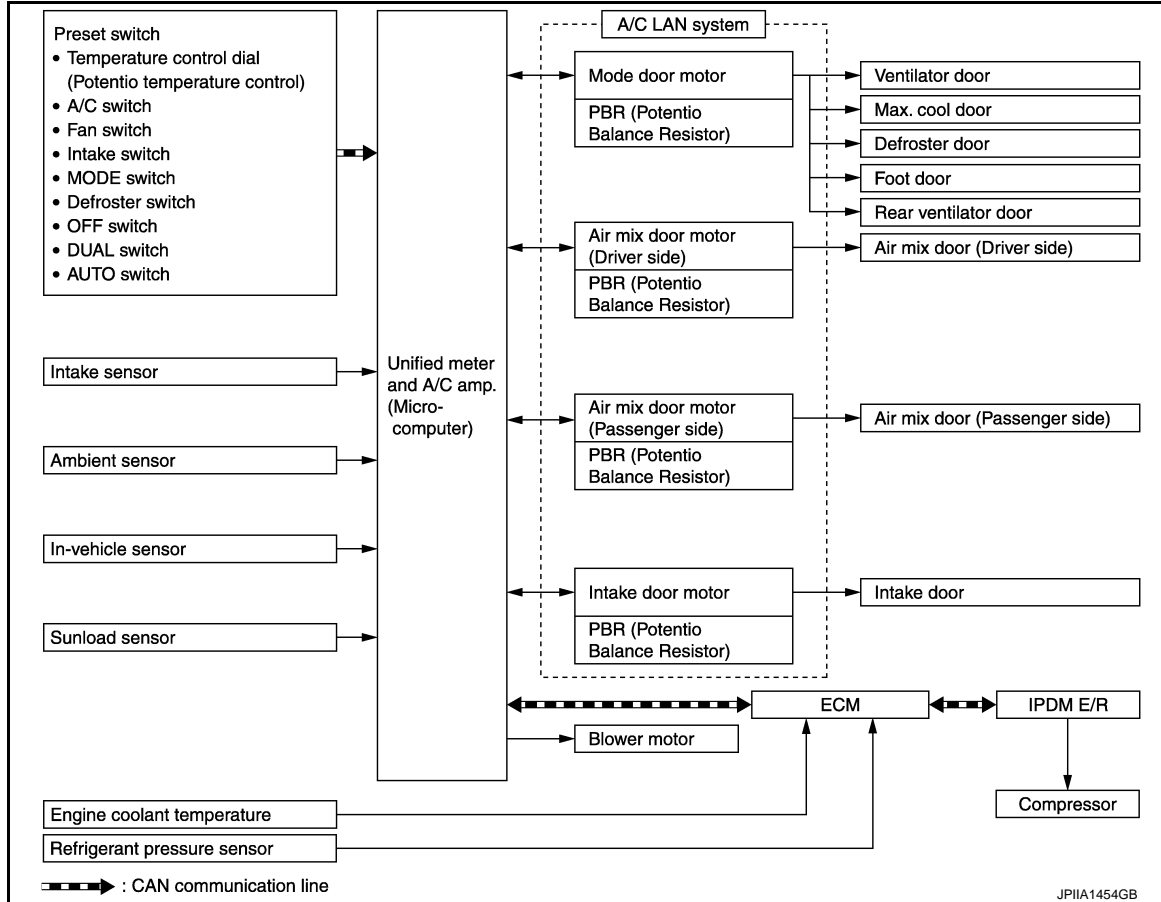 Preset switch
• Temperature control dial
(Potentio temperature control)
• A/C switch
• Fan switch
• Intake switch
• MODE switch
• Defroster switch
• OFF switch
• DUAL switch
• AUTO switch
Intake sensor
Ambient sensor
In-vehicle sensor
Sunload sensor
Unified meter
and A/C amp.
(Micro-
computer)
A/C LAN system
Mode door motor
PBR (Potentio
Balance Resistor)
Ventilator door
Max. cool door
Defroster door
Foot door
Rear ventilator door
Air mix door motor
(Driver side)
PBR (Potentio
Balance Resistor)
Air mix door (Driver side)
Air mix door motor
(Passenger side)
PBR (Potentio
Balance Resistor)
Air mix door (Passenger side)
Intake door motor
PBR (Potentio
Balance Resistor)
Intake door
ECM
IPDM E/R
Blower motor
Compressor
Engine coolant temperature
Refrigerant pressure sensor
: CAN communication line
JPIIA1454GB